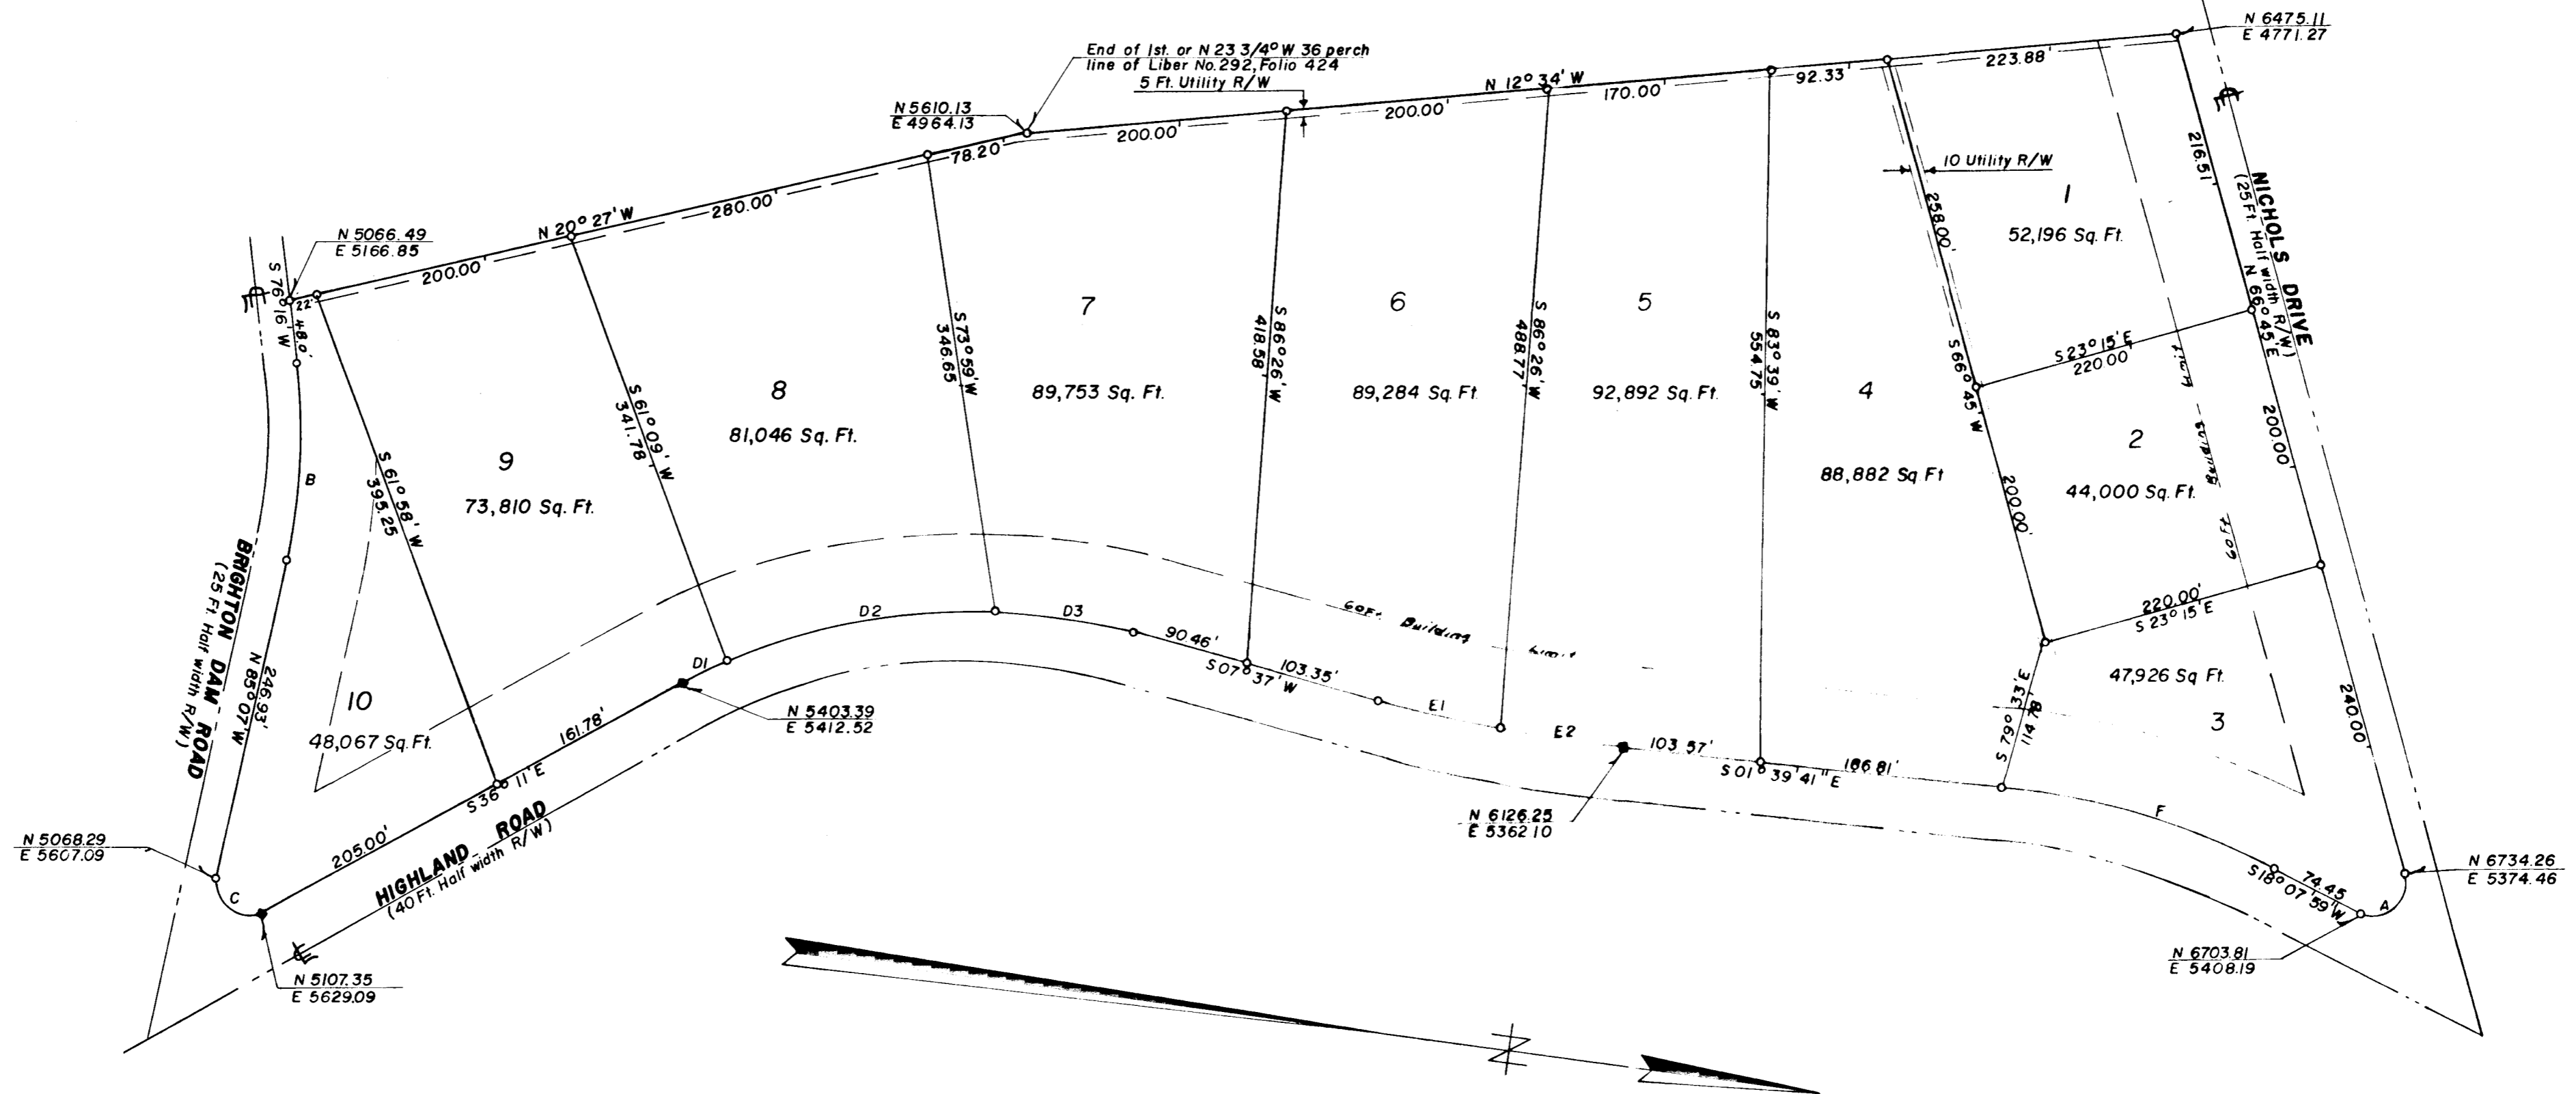 N 6475.11
E 4771.27
End of 1st. or N 23 3/4° W 36 perch
line of Liber No. 292, Folio 424
5 Ft. Utility R/W
N 5610.13
E 4964.13
N 12° 34' W
223.88'
92.33'
170.00'
200.00'
200.00'
78.20'
280.00'
N 20° 27' W
200.00'
22'
N 5066.49
E 5166.85
S 76° 16' W
48.0'
10 Utility R/W
216.51'
NICHOLS DRIVE
(25 Ft. Half width R/W)
N 66° 45' E
1
52,196 Sq. Ft.
258.00'
S 66° 45' W
S 23° 15' E
220.00
200.00'
2
44,000 Sq. Ft.
200.00'
60 Ft.
Building
Limit
220.00'
S 23° 15' E
47,926 Sq Ft.
3
240.00'
S 79° 33' E
114.78'
4
88,882 Sq Ft
S 83° 39' W
554.75'
5
92,892 Sq. Ft.
S 86° 26' W
488.77'
6
89,284 Sq. Ft.
S 86° 26' W
418.58'
7
89,753 Sq. Ft.
S 73° 59' W
346.65'
8
81,046 Sq. Ft.
S 61° 09' W
341.78'
9
73,810 Sq. Ft.
S 61° 58' W
395.25
10
48,067 Sq. Ft.
B
BRIGHTON DAM ROAD
(25 Ft. Half width R/W)
246.93'
N 85° 07' W
N 5068.29
E 5607.09
C
N 5107.35
E 5629.09
205.00'
S 36° 11' E
161.78'
HIGHLAND ROAD
(40 Ft. Half width R/W)
D1
N 5403.39
E 5412.52
D2
D3
90.46'
S 07° 37' W
103.35'
60 Ft. Building Limit
E1
E2
103.57'
N 6126.25
E 5362.10
S 01° 39' 41" E
186.81'
F
S 18° 07' 59" W
74.45
A
N 6703.81
E 5408.19
N 6734.26
E 5374.46
N